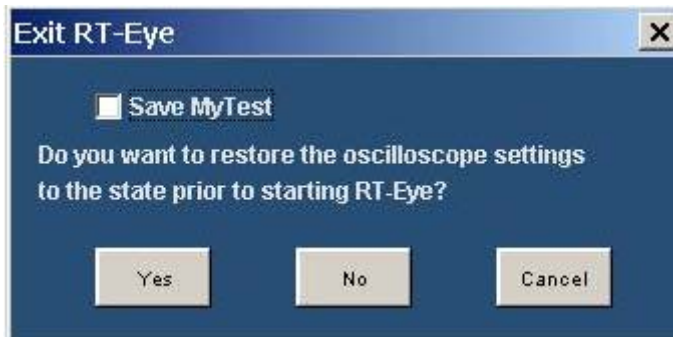 Exit RT-Eye
Save MyTest
Do you want to restore the oscilloscope settings
to the state prior to starting RT-Eye?
Yes No Cancel